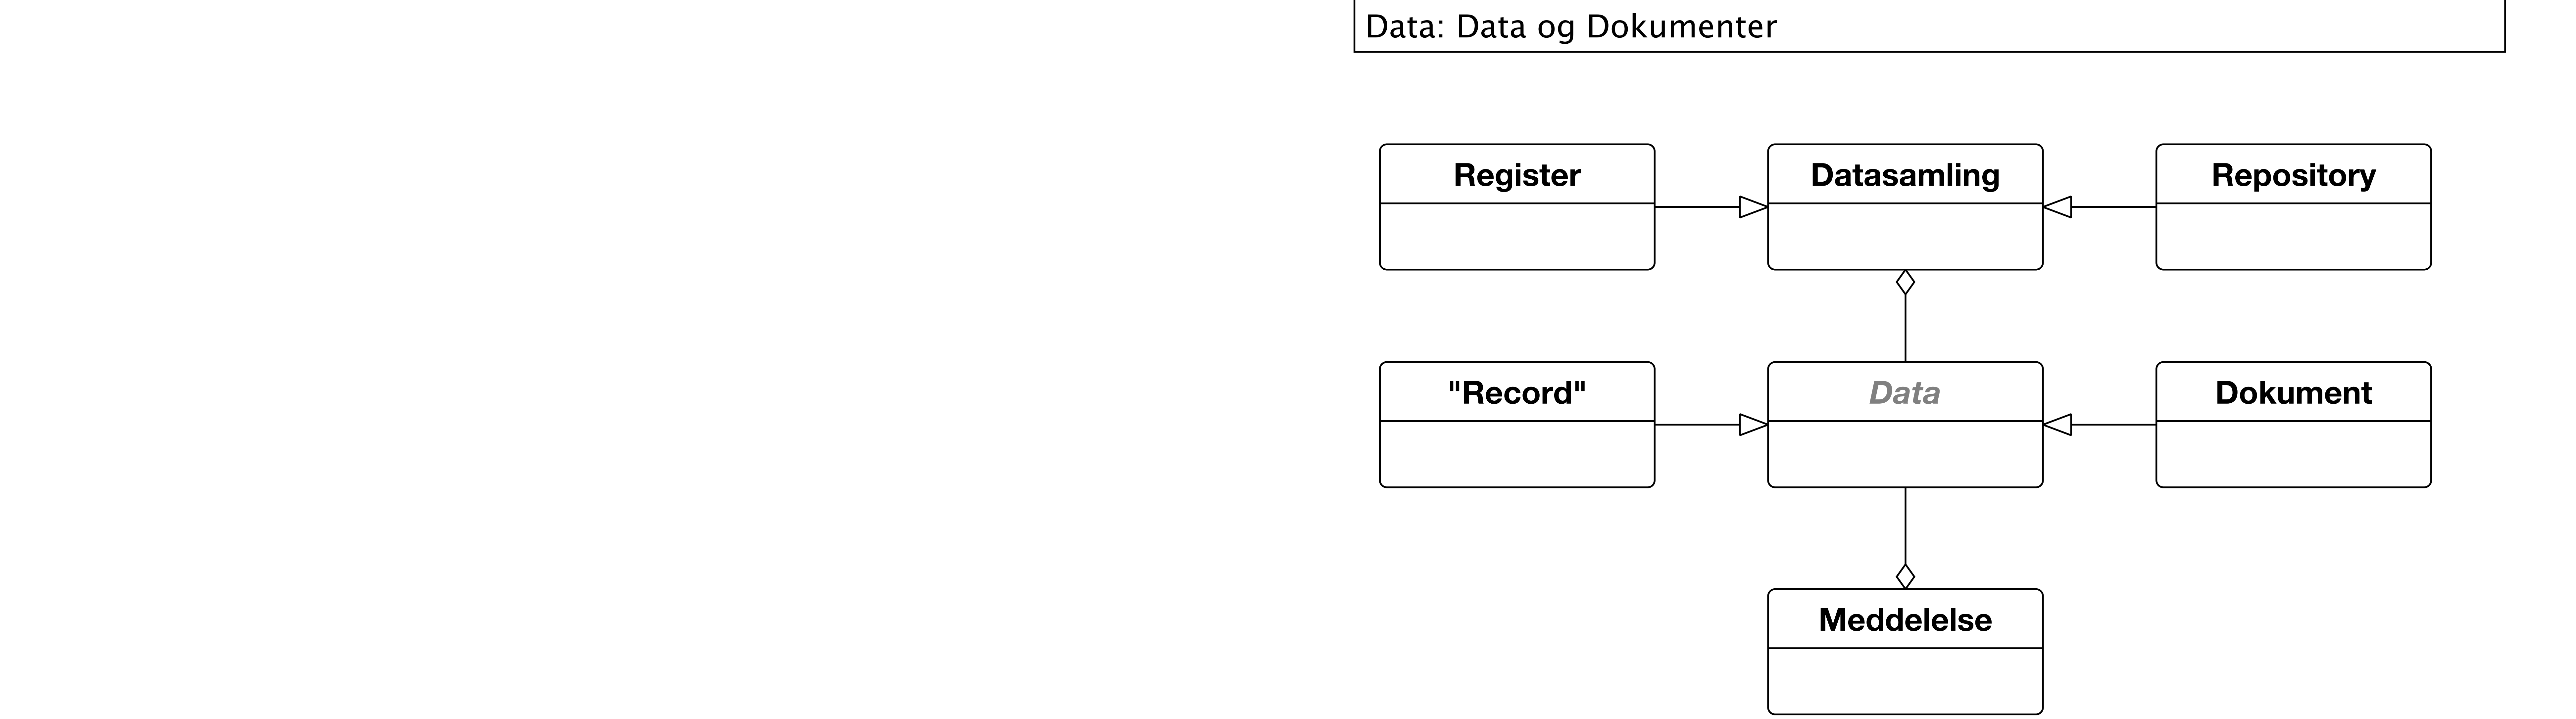 Data: Data og Dokumenter
Register
Datasamling
Repository
"Record"
Data
Dokument
Meddelelse